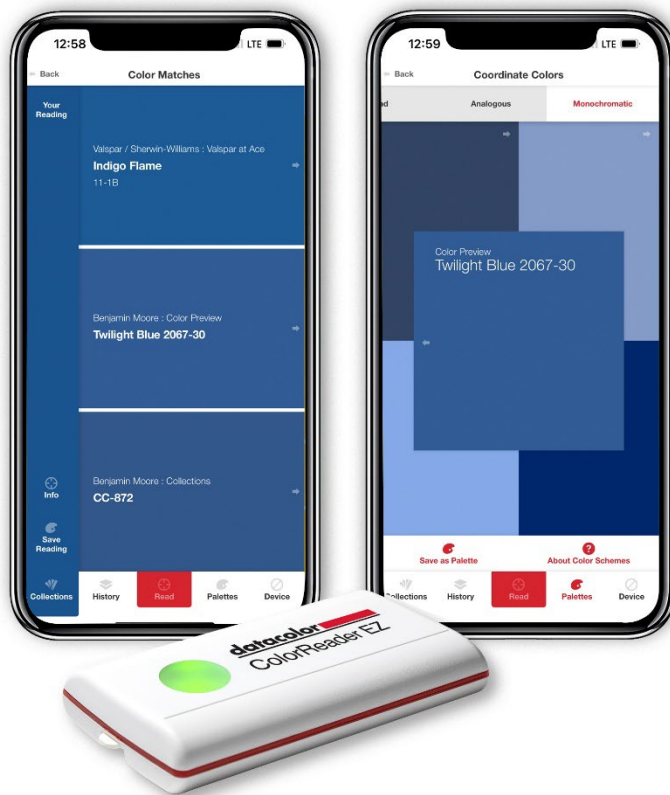 12:58
LTE
Back
Color Matches
Your
Reading
Valspar / Sherwin-Williams : Valspar at Ace
Indigo Flame
11-1B
Benjamin Moore : Color Preview
Twilight Blue 2067-30
Benjamin Moore : Collections
CC-872
Info
Save
Reading
Collections
History
Read
Palettes
Device
12:59
LTE
Back
Coordinate Colors
Analogous
Monochromatic
Color Preview
Twilight Blue 2067-30
Save as Palette
About Color Schemes
ollections
History
Read
Palettes
Device
datacolor
ColorReader EZ